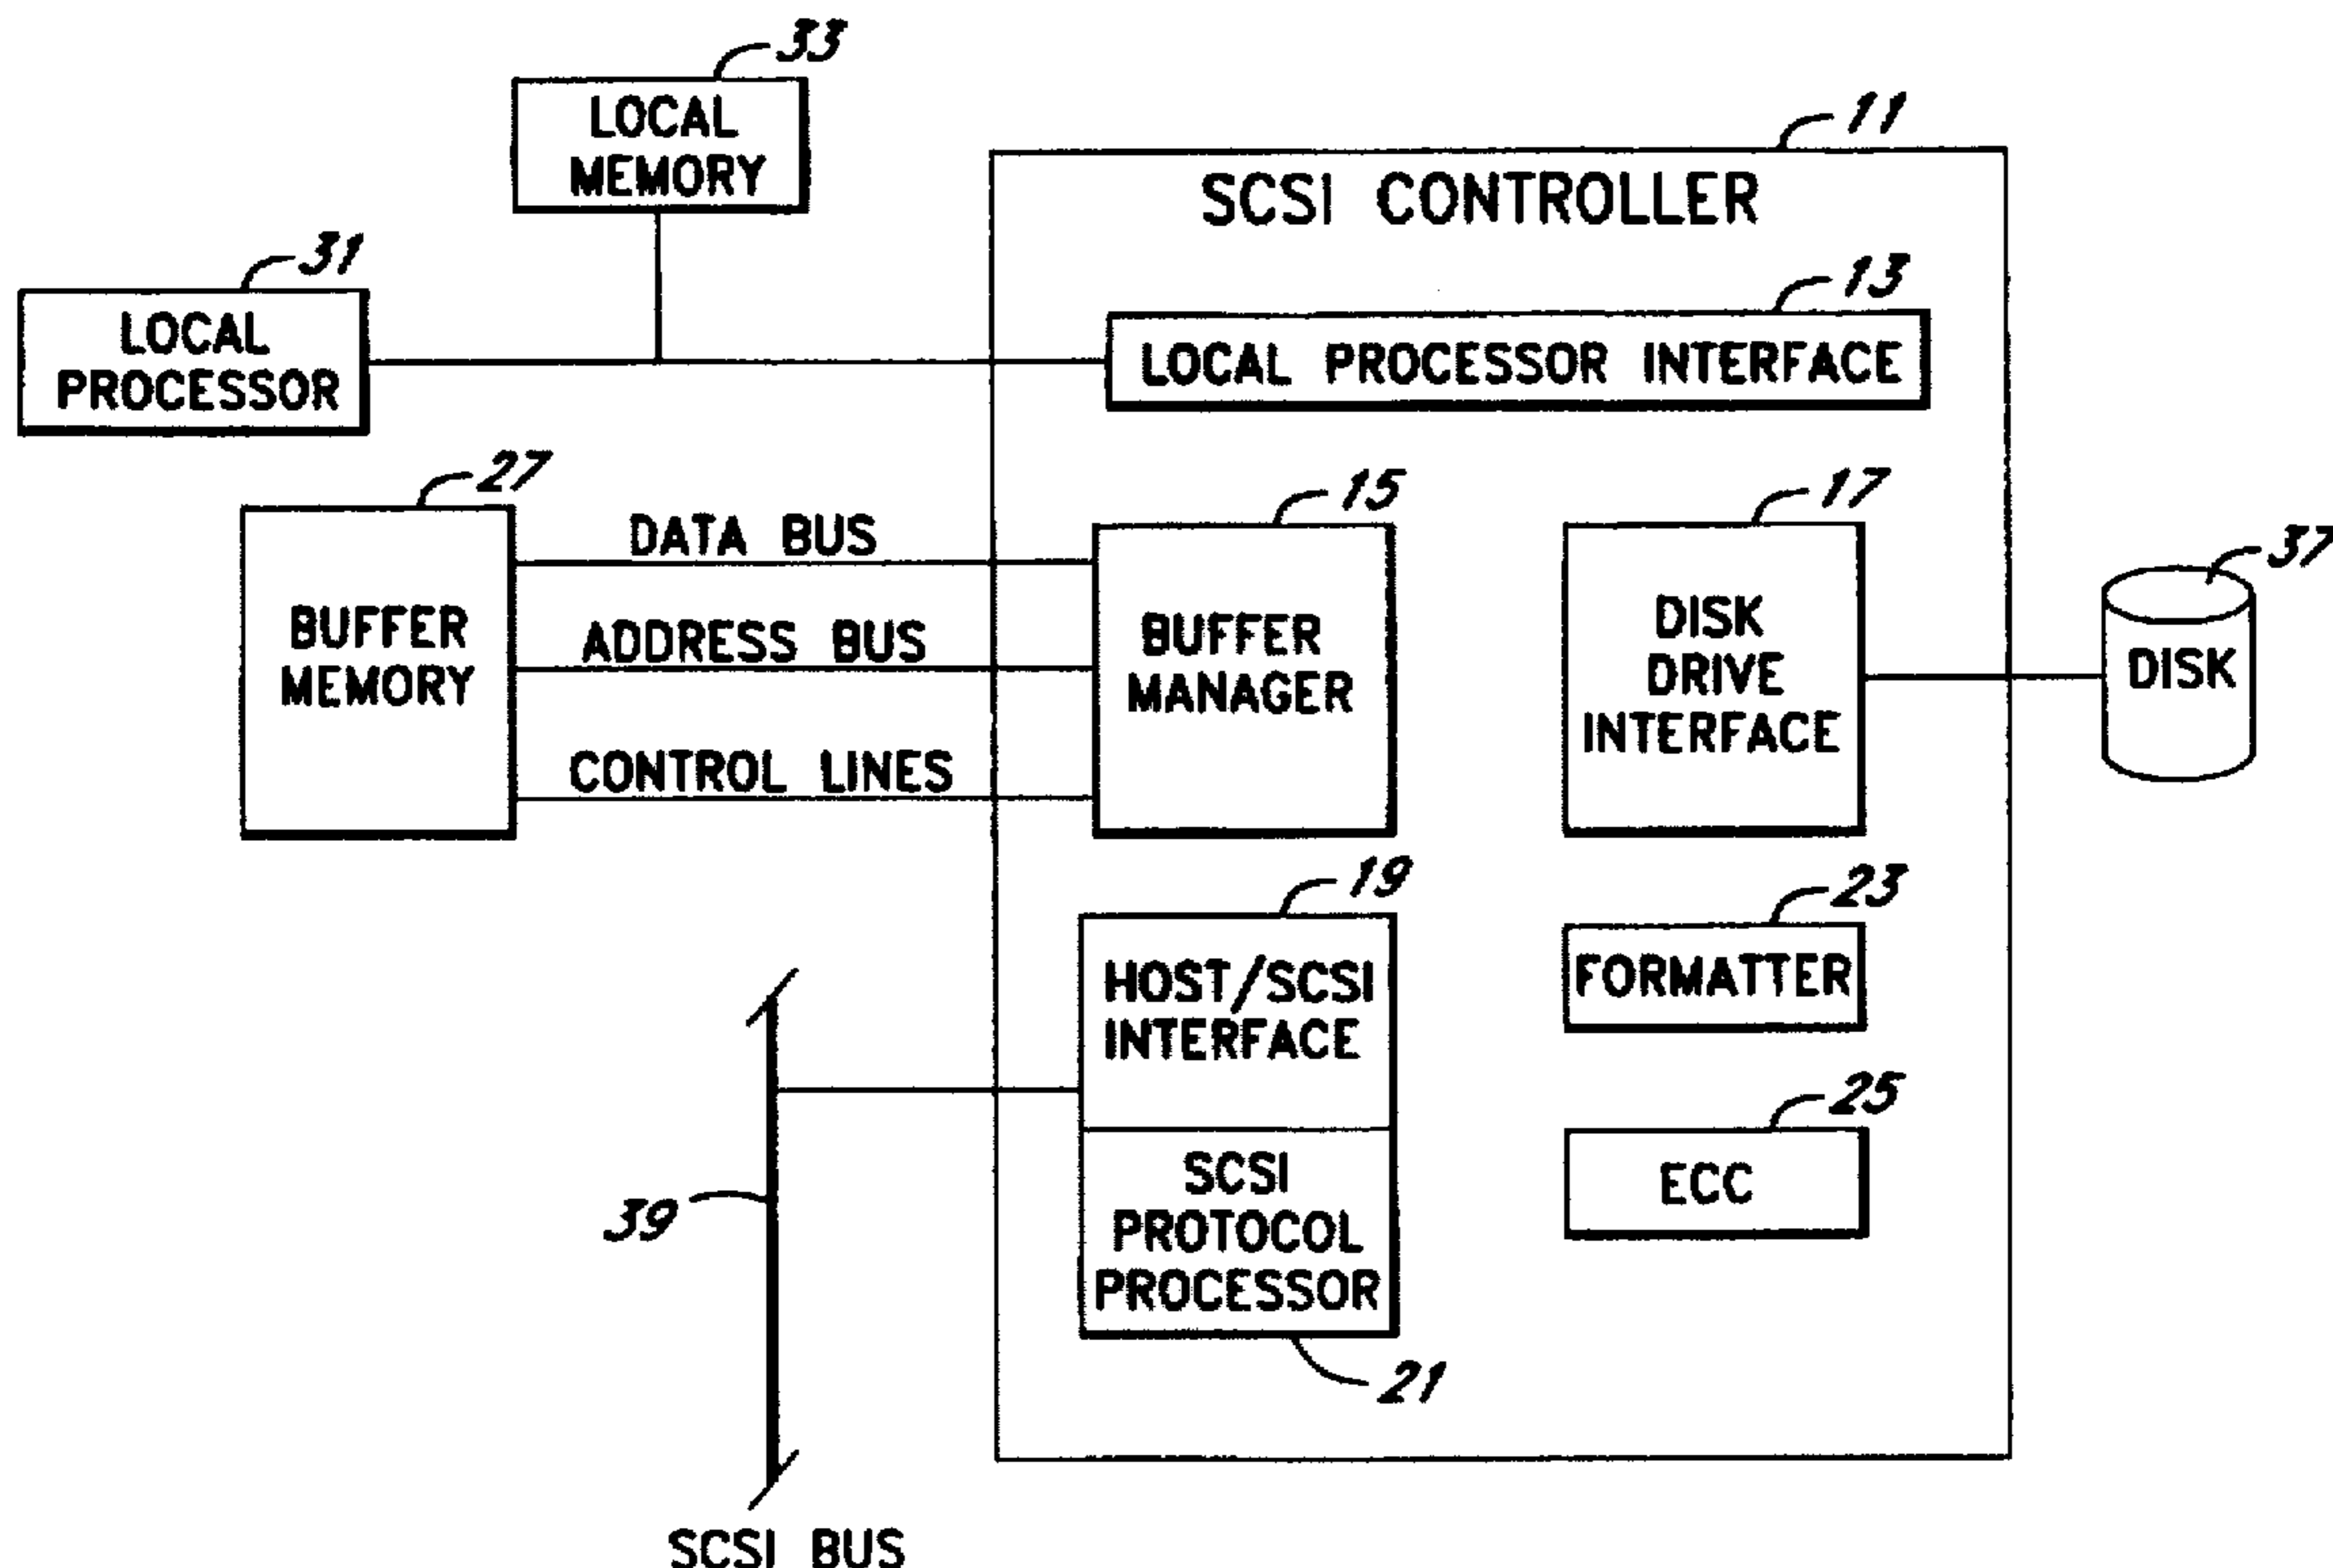 33
LOCAL
MEMORY
11
SCSI CONTROLLER
31
LOCAL
PROCESSOR
13
LOCAL PROCESSOR INTERFACE
27
BUFFER
MEMORY
DATA BUS
ADDRESS BUS
CONTROL LINES
15
BUFFER
MANAGER
17
DISK
DRIVE
INTERFACE
37
DISK
19
HOST/SCSI
INTERFACE
23
FORMATTER
25
ECC
39
SCSI
PROTOCOL
PROCESSOR
21
SCSI BUS